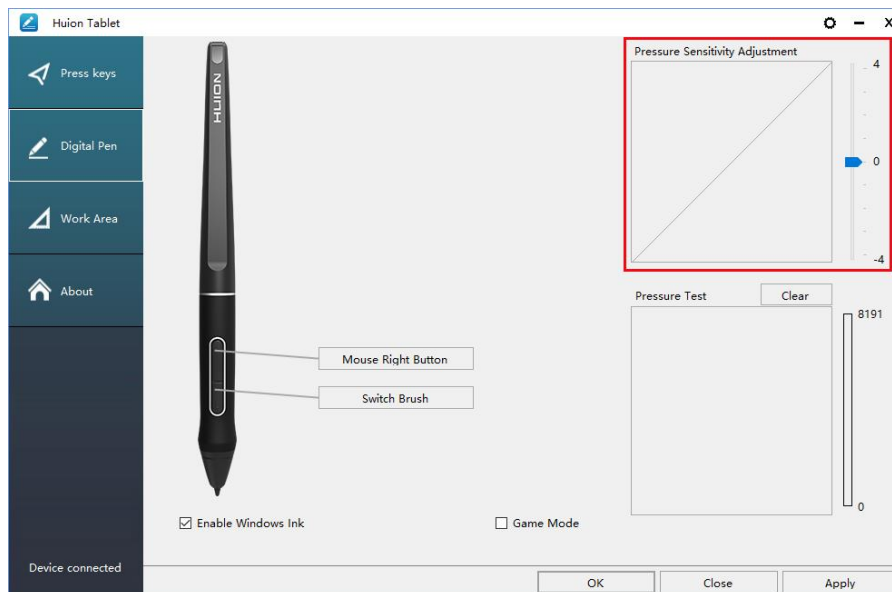 Huion Tablet
Press keys
Digital Pen
Work Area
About
Device connected
HUION
Mouse Right Button
Switch Brush
Enable Windows Ink
Game Mode
Pressure Sensitivity Adjustment
4
0
-4
Pressure Test
Clear
8191
0
OK
Close
Apply